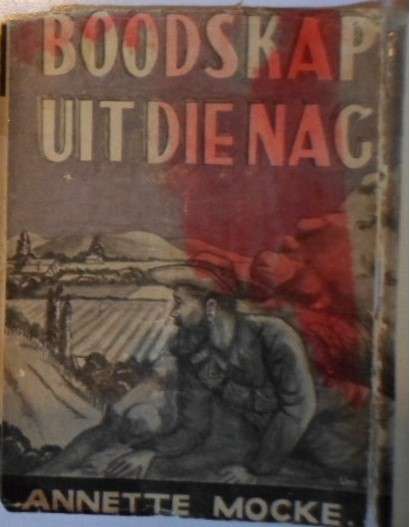 BOODSKAP
UIT DIE NAG
ANNETTE MOCKE